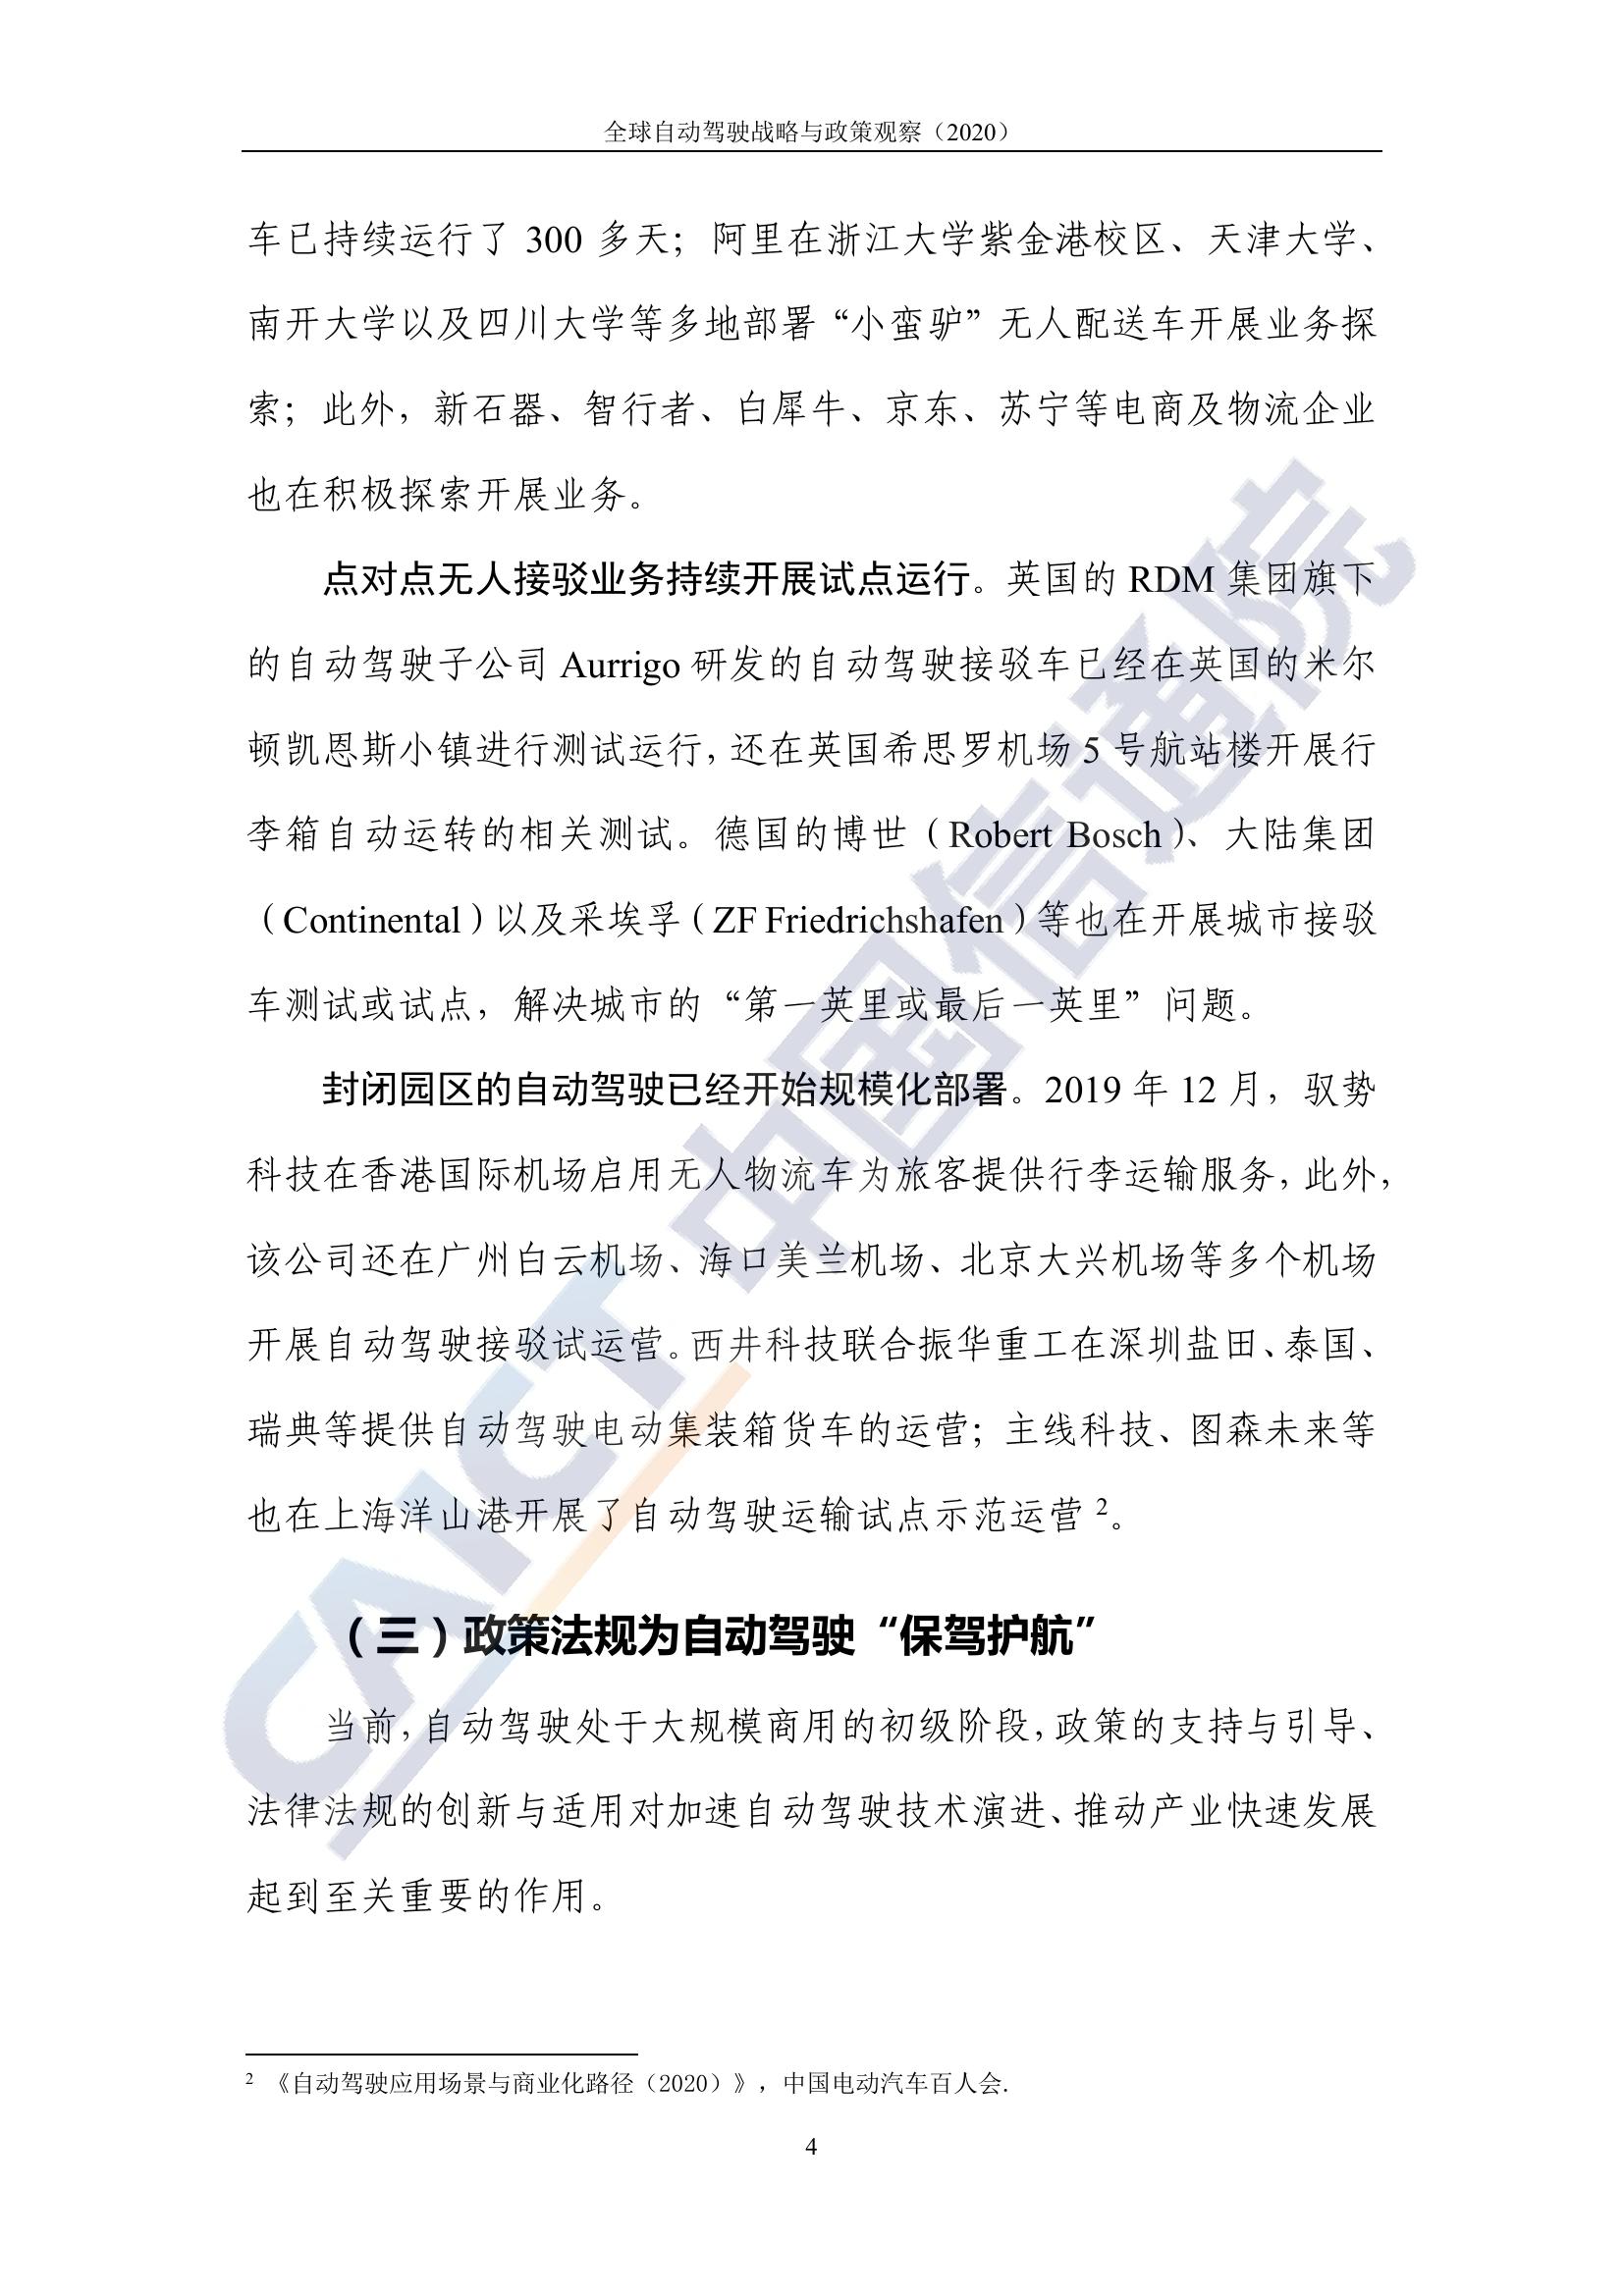 全球自动驾驶战略与政策观察（2020）
车已持续运行了 300 多天；阿里在浙江大学紫金港校区、天津大学、
南开大学以及四川大学等多地部署“小蛮驴”无人配送车开展业务探
索；此外，新石器、智行者、白犀牛、京东、苏宁等电商及物流企业
也在积极探索开展业务。
点对点无人接驳业务持续开展试点运行。英国的 RDM 集团旗下
的自动驾驶子公司 Aurrigo 研发的自动驾驶接驳车已经在英国的米尔
顿凯恩斯小镇进行测试运行，还在英国希思罗机场 5 号航站楼开展行
李箱自动运转的相关测试。德国的博世（Robert Bosch）、大陆集团
（Continental）以及采埃孚（ZF Friedrichshafen）等也在开展城市接驳
车测试或试点，解决城市的“第一英里或最后一英里”问题。
封闭园区的自动驾驶已经开始规模化部署。2019 年 12 月，驭势
科技在香港国际机场启用无人物流车为旅客提供行李运输服务，此外，
该公司还在广州白云机场、海口美兰机场、北京大兴机场等多个机场
开展自动驾驶接驳试运营。西井科技联合振华重工在深圳盐田、泰国、
瑞典等提供自动驾驶电动集装箱货车的运营；主线科技、图森未来等
也在上海洋山港开展了自动驾驶运输试点示范运营 2。
（三）政策法规为自动驾驶“保驾护航”
当前，自动驾驶处于大规模商用的初级阶段，政策的支持与引导、
法律法规的创新与适用对加速自动驾驶技术演进、推动产业快速发展
起到至关重要的作用。
2 《自动驾驶应用场景与商业化路径（2020）》，中国电动汽车百人会.
4
CAICT 中国信通院